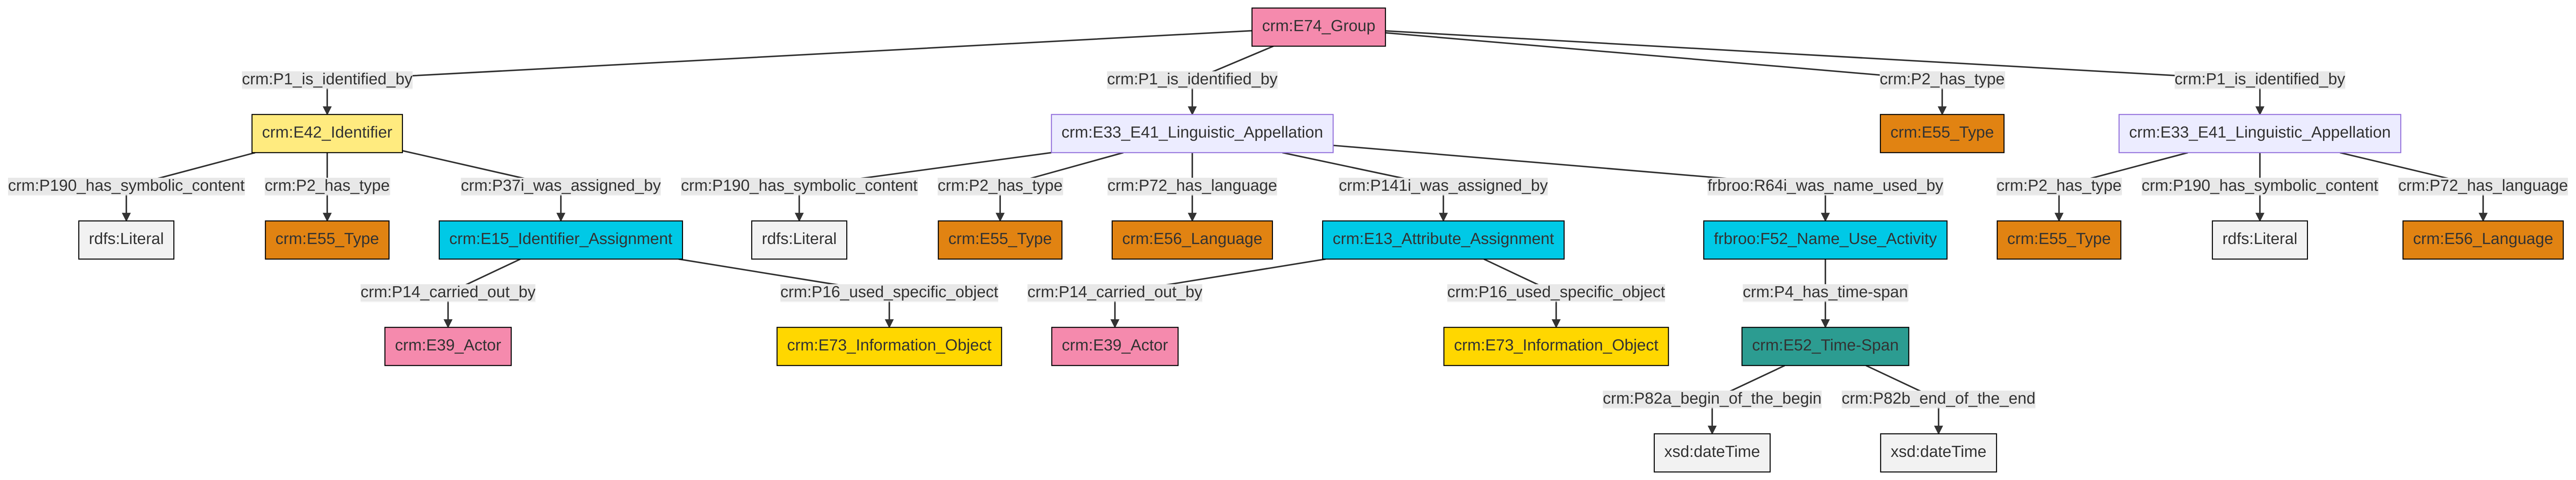 crm:E74_Group
crm:P1_is_identified_by
crm:P1_is_identified_by
crm:P2_has_type
crm:P1_is_identified_by
crm:E42_Identifier
crm:E33_E41_Linguistic_Appellation
crm:E55_Type
crm:E33_E41_Linguistic_Appellation
crm:P190_has_symbolic_content
crm:P2_has_type
crm:P37i_was_assigned_by
crm:P190_has_symbolic_content
crm:P2_has_type
crm:P72_has_language
crm:P141i_was_assigned_by
frbroo:R64i_was_name_used_by
crm:P2_has_type
crm:P190_has_symbolic_content
crm:P72_has_language
rdfs:Literal
crm:E55_Type
crm:E15_Identifier_Assignment
rdfs:Literal
crm:E55_Type
crm:E56_Language
crm:E13_Attribute_Assignment
frbroo:F52_Name_Use_Activity
crm:E55_Type
rdfs:Literal
crm:E56_Language
crm:P14_carried_out_by
crm:P16_used_specific_object
crm:P14_carried_out_by
crm:P16_used_specific_object
crm:P4_has_time-span
crm:E39_Actor
crm:E73_Information_Object
crm:E39_Actor
crm:E73_Information_Object
crm:E52_Time-Span
crm:P82a_begin_of_the_begin
crm:P82b_end_of_the_end
xsd:dateTime
xsd:dateTime